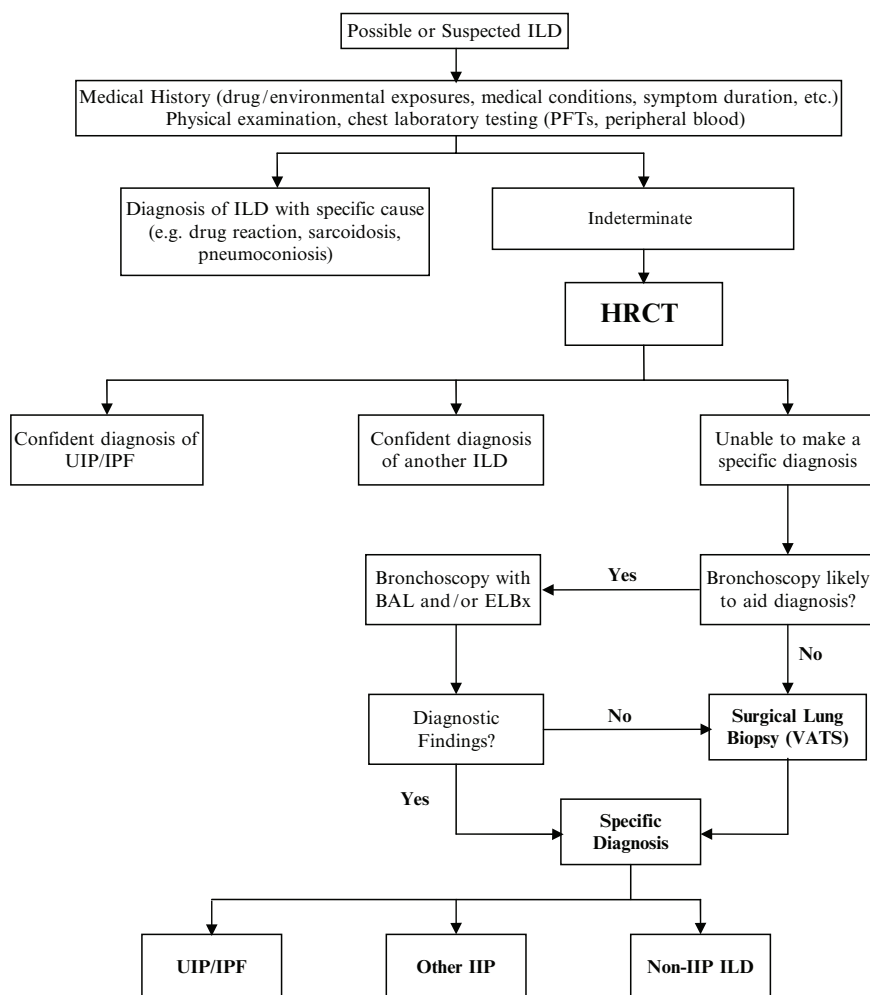 Possible or Suspected ILD
Medical History (drug/environmental exposures, medical conditions, symptom duration, etc.)
Physical examination, chest laboratory testing (PFTs, peripheral blood)
Diagnosis of ILD with specific cause
(e.g. drug reaction, sarcoidosis,
pneumoconiosis)
Indeterminate
HRCT
Confident diagnosis of
UIP/IPF
Confident diagnosis
of another ILD
Unable to make a
specific diagnosis
Bronchoscopy with
BAL and/or ELBx
Yes
Bronchoscopy likely
to aid diagnosis?
No
Diagnostic
Findings?
No
Surgical Lung
Biopsy (VATS)
Yes
Specific
Diagnosis
UIP/IPF
Other IIP
Non-IIP ILD